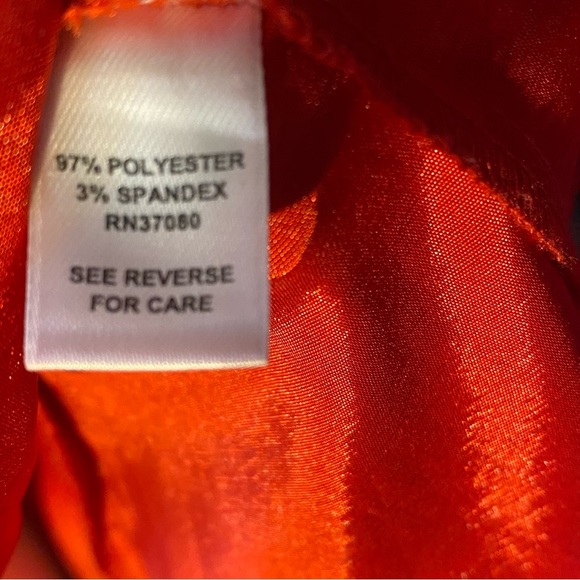 97% POLYESTER
3% SPANDEX
RN37080
SEE REVERSE
FOR CARE